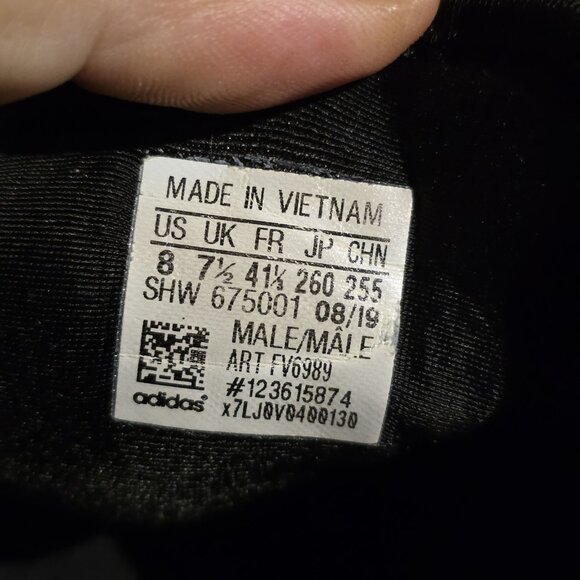 MADE IN VIETNAM
US UK FR JP CHN
8 7½ 41⅓ 260 255
SHW 675001 08/19
MALE/MÂLE
ART FV6989
#123615874
adidas® x7LJ0V0400130